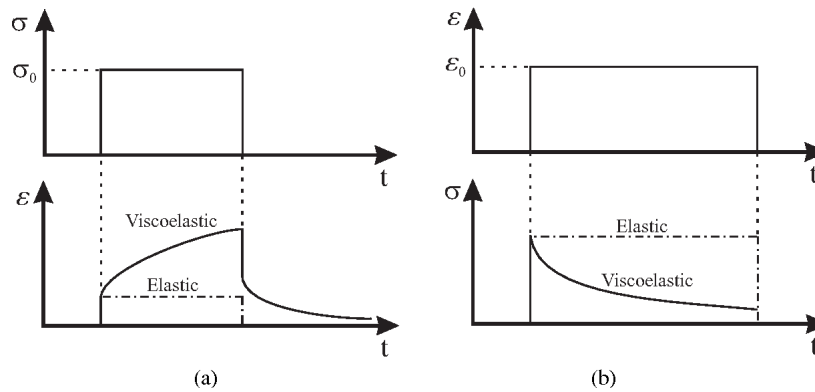 σ
σ₀
t
ε
Viscoelastic
Elastic
t
(a)
ε
ε₀
t
σ
Elastic
Viscoelastic
t
(b)